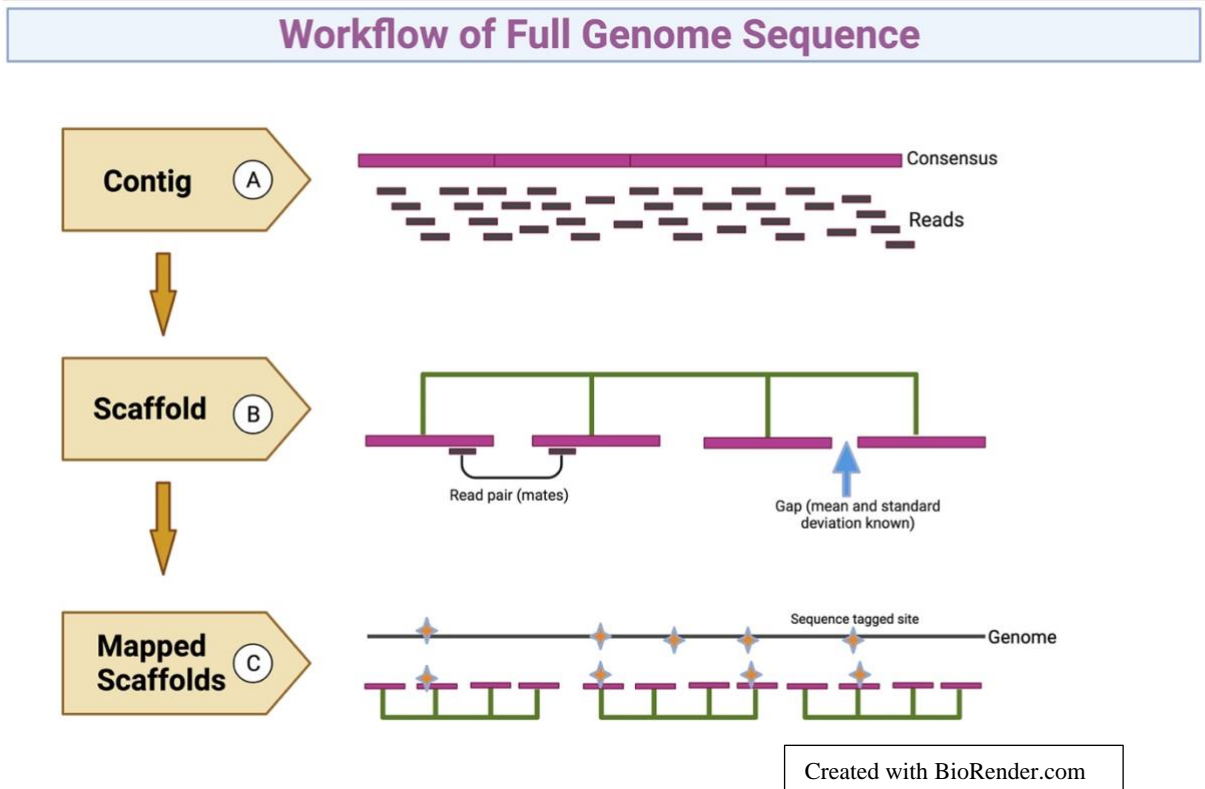 Workflow of Full Genome Sequence
Contig
A
Consensus
Reads
Scaffold
B
Read pair (mates)
Gap (mean and standard
deviation known)
Mapped
Scaffolds
C
Sequence tagged site
Genome
Created with BioRender.com